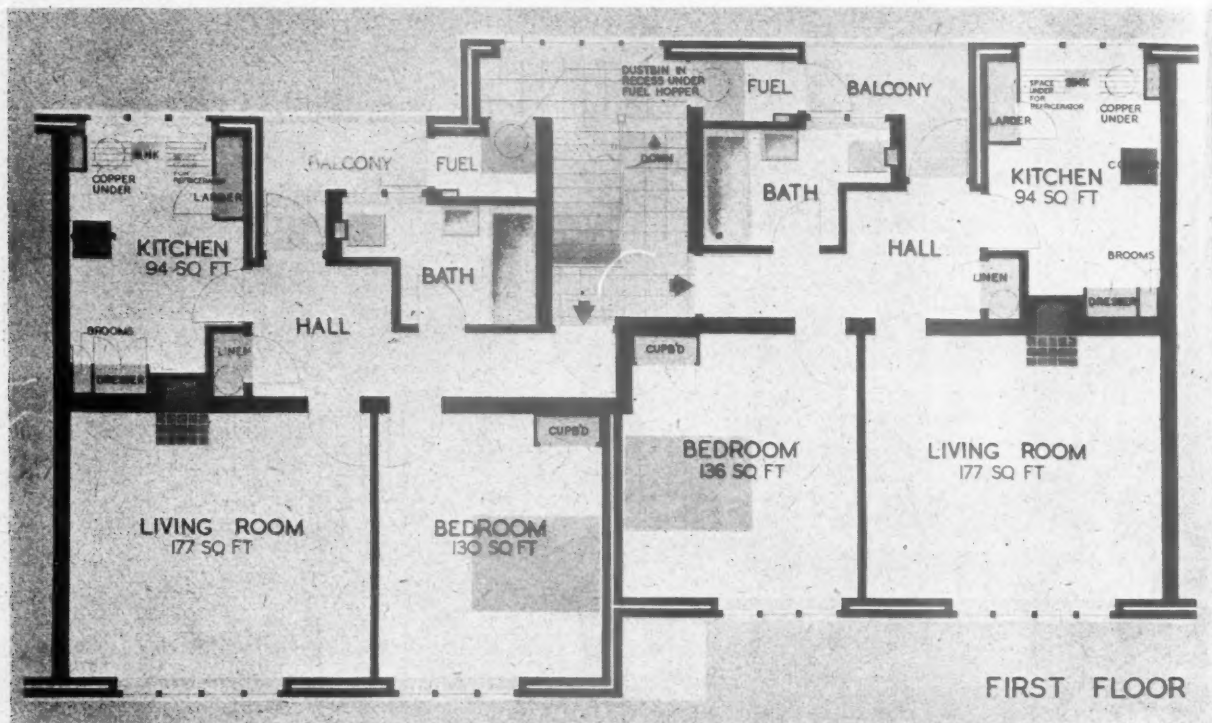 DUSTBIN IN
RECESS UNDER
FUEL HOPPER
FUEL
BALCONY
SPACE
UNDER
FOR
REFRIGERATOR
SINK
COPPER
UNDER
LARDER
KITCHEN
94 SQ FT
BATH
DOWN
HALL
LINEN
BROOMS
DRESSER
BALCONY
FUEL
SINK
COPPER
UNDER
FOR
REFRIGERATOR
LARDER
KITCHEN
94 SQ FT
BATH
HALL
BROOMS
LINEN
DRESSER
CUPB'D
CUPB'D
BEDROOM
136 SQ FT
LIVING ROOM
177 SQ FT
LIVING ROOM
177 SQ FT
BEDROOM
130 SQ FT
FIRST FLOOR